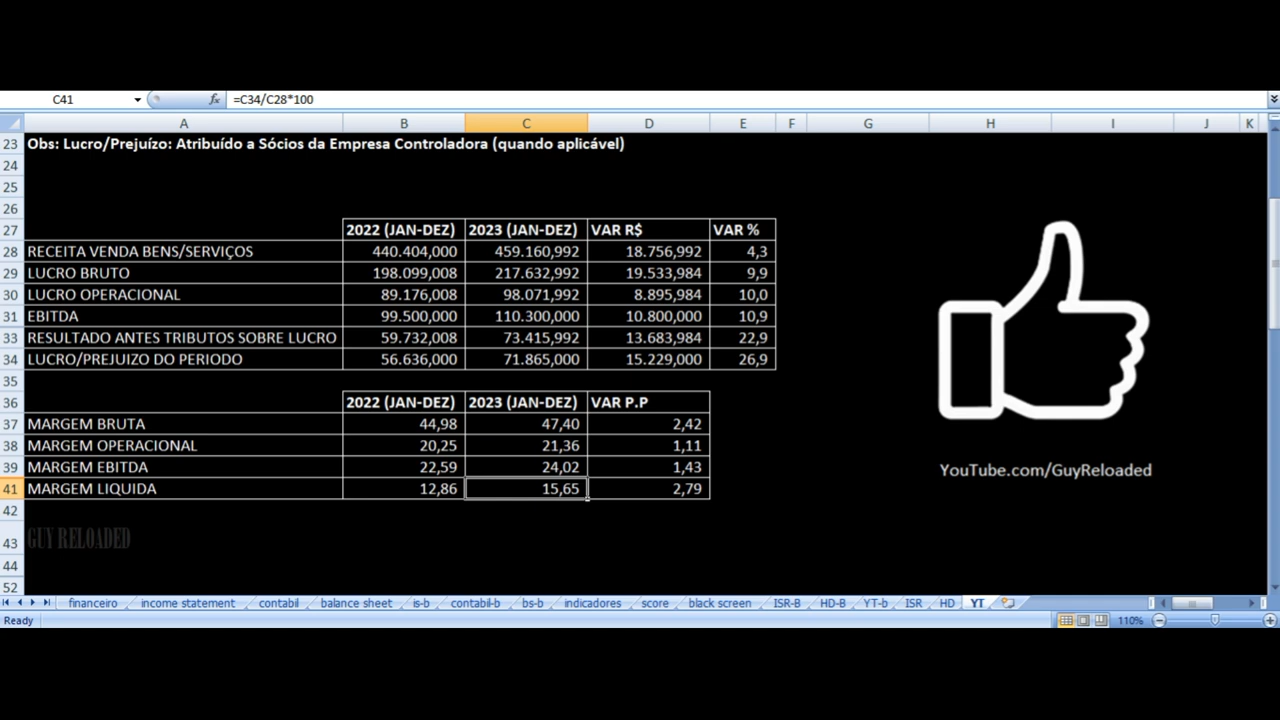 C41 fx =C34/C28*100
A B C D E F G H I J K
23 Obs: Lucro/Prejuízo: Atribuído a Sócios da Empresa Controladora (quando aplicável)
24
25
26
27 2022 (JAN-DEZ) 2023 (JAN-DEZ) VAR R$ VAR %
28 RECEITA VENDA BENS/SERVIÇOS 440.404,000 459.160,992 18.756,992 4,3
29 LUCRO BRUTO 198.099,008 217.632,992 19.533,984 9,9
30 LUCRO OPERACIONAL 89.176,008 98.071,992 8.895,984 10,0
31 EBITDA 99.500,000 110.300,000 10.800,000 10,9
33 RESULTADO ANTES TRIBUTOS SOBRE LUCRO 59.732,008 73.415,992 13.683,984 22,9
34 LUCRO/PREJUIZO DO PERIODO 56.636,000 71.865,000 15.229,000 26,9
35
36 2022 (JAN-DEZ) 2023 (JAN-DEZ) VAR P.P
37 MARGEM BRUTA 44,98 47,40 2,42
38 MARGEM OPERACIONAL 20,25 21,36 1,11
39 MARGEM EBITDA 22,59 24,02 1,43
41 MARGEM LIQUIDA 12,86 15,65 2,79
YouTube.com/GuyReloaded
42
43 GUY RELOADED
44
52
financeiro income statement contabil balance sheet is-b contabil-b bs-b indicadores score black screen ISR-B HD-B YT-b ISR HD YT
Ready 110%